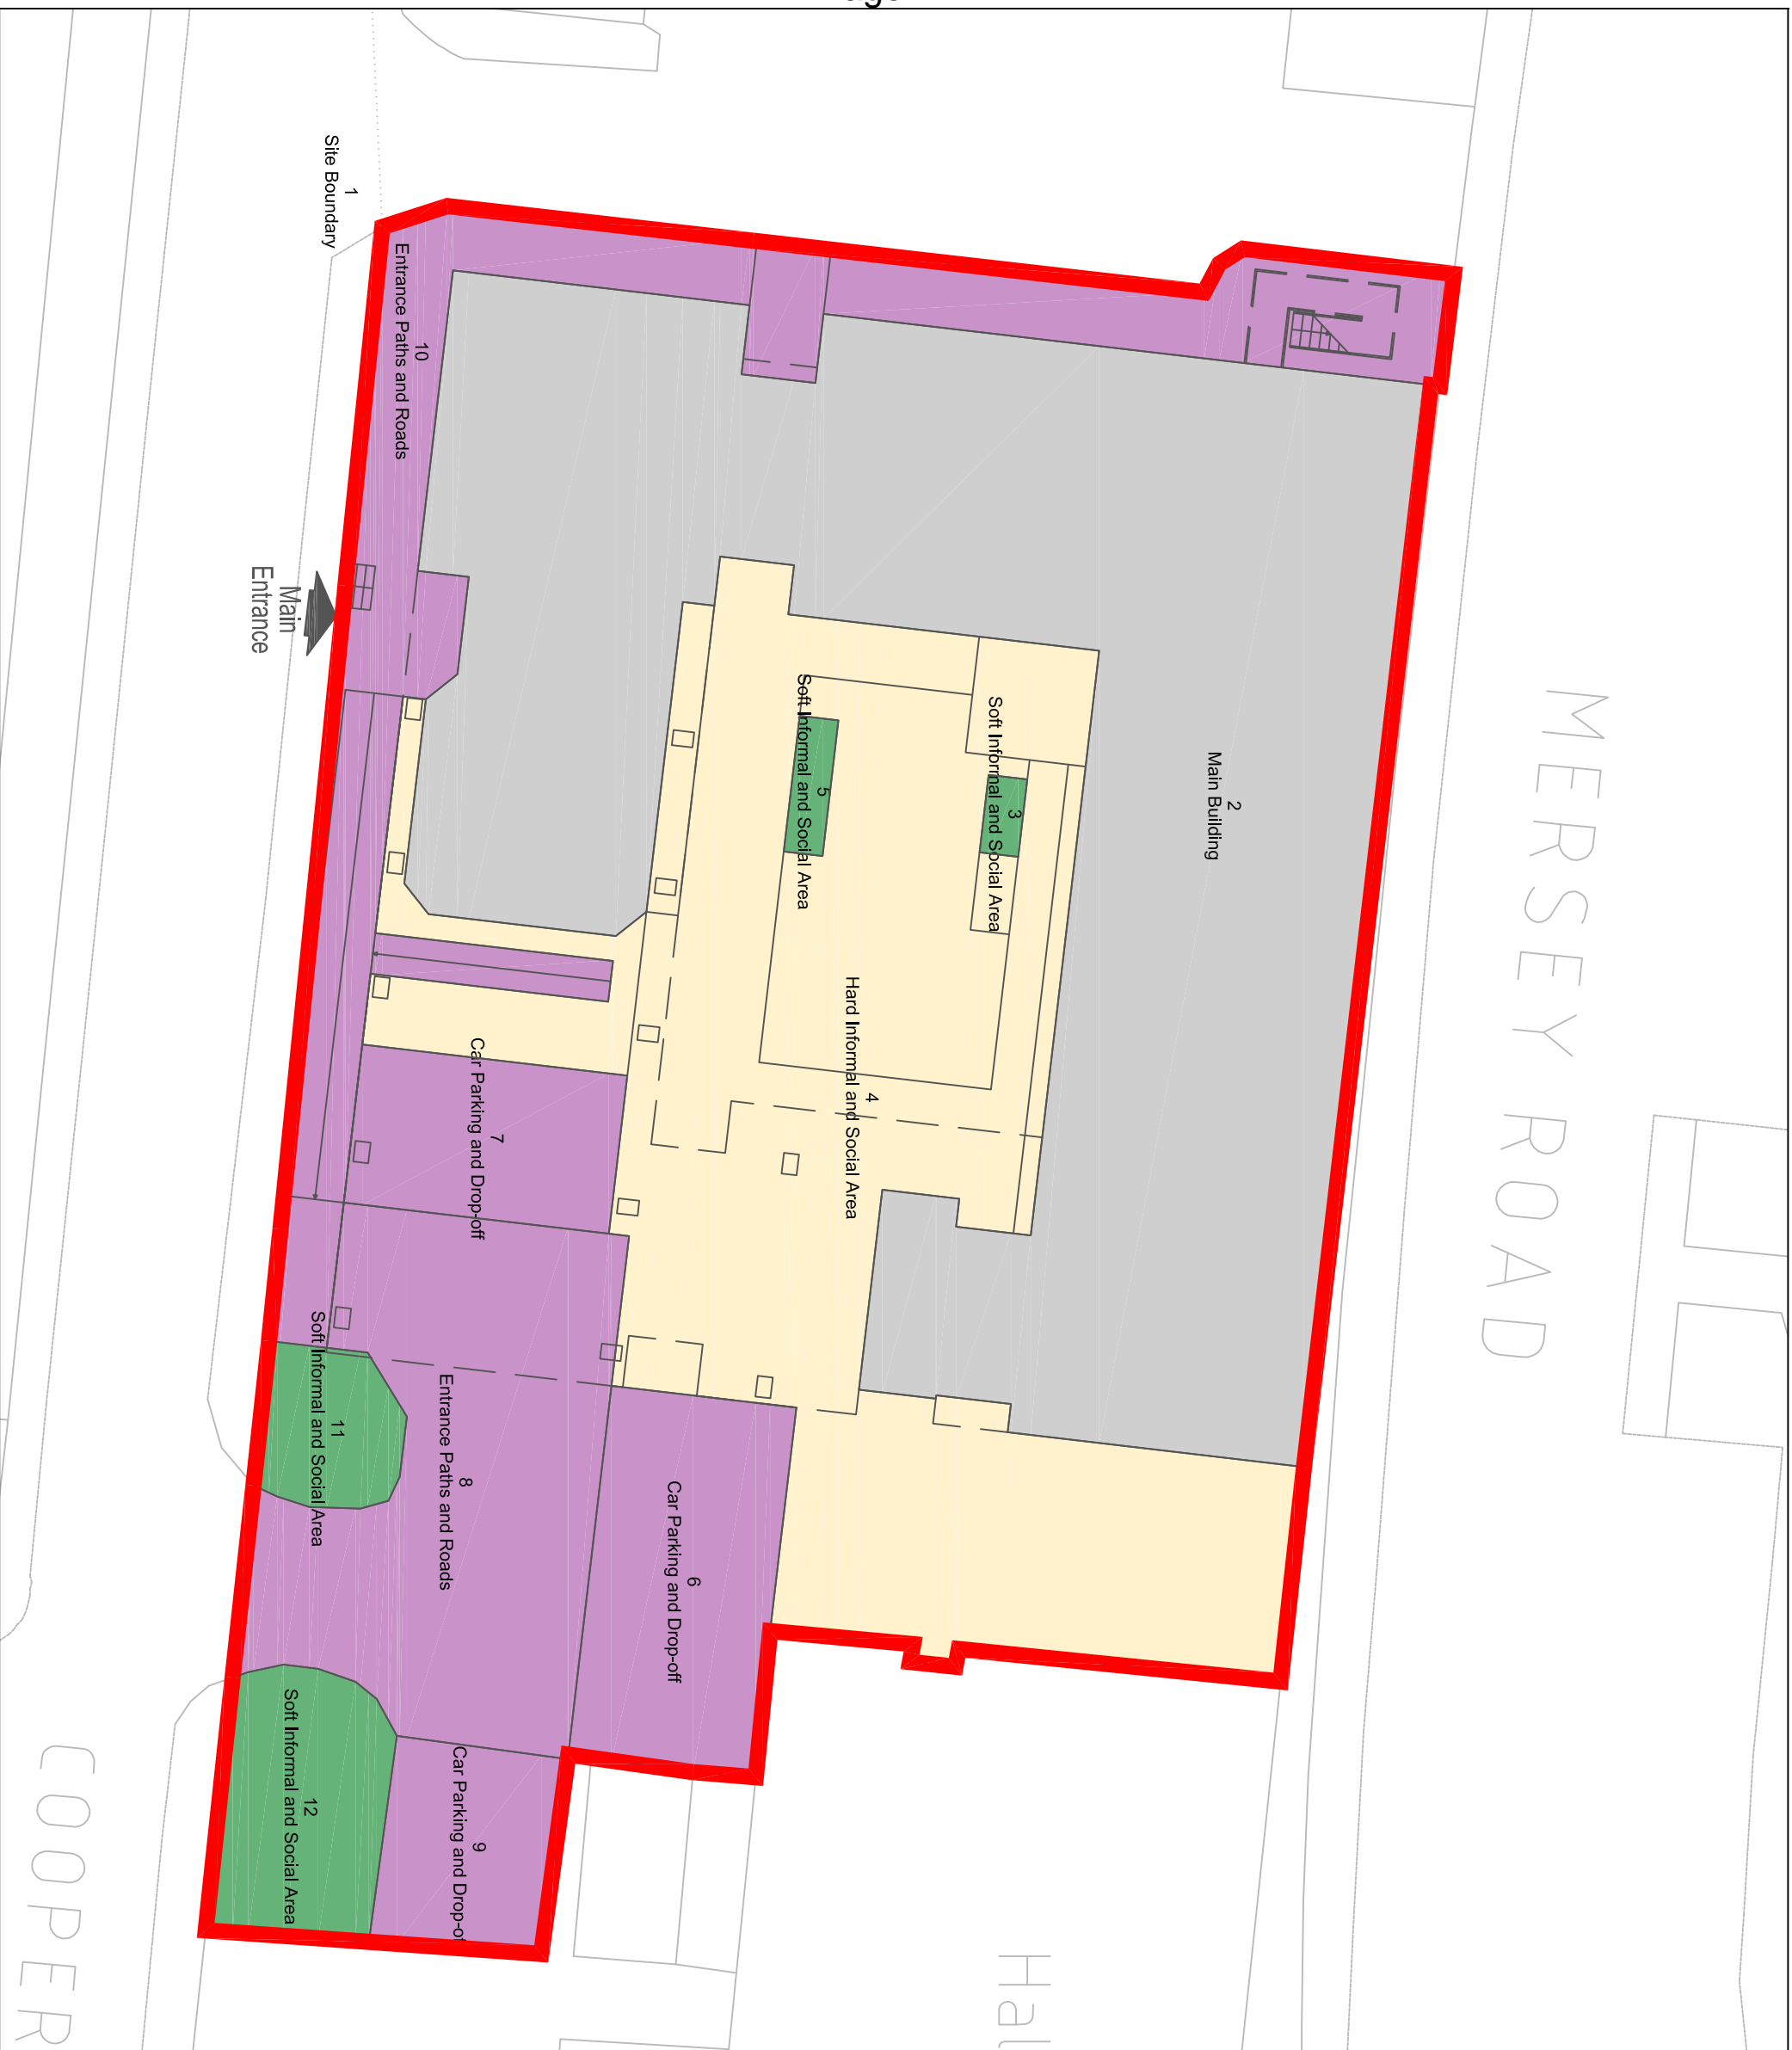 MERSEY ROAD
2
Main Building
3
Soft Informal and Social Area
5
Soft Informal and Social Area
4
Hard Informal and Social Area
1
Site Boundary
10
Entrance Paths and Roads
Main
Entrance
7
Car Parking and Drop-off
6
Car Parking and Drop-off
8
Entrance Paths and Roads
11
Soft Informal and Social Area
9
Car Parking and Drop-of
12
Soft Informal and Social Area
COOPER
Hal